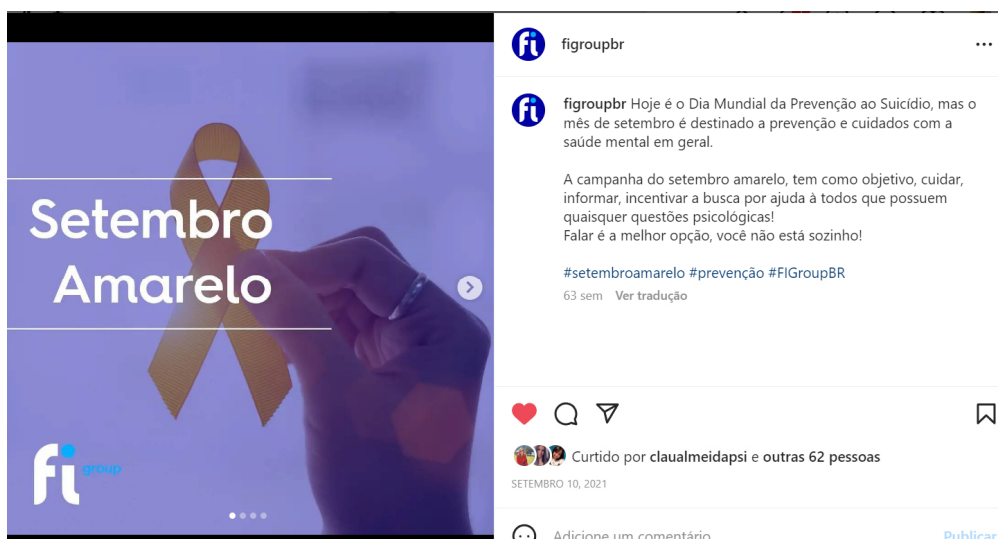 Setembro
Amarelo
fi group
fi
figroupbr
fi
figroupbr Hoje é o Dia Mundial da Prevenção ao Suicídio, mas o
mês de setembro é destinado a prevenção e cuidados com a
saúde mental em geral.
A campanha do setembro amarelo, tem como objetivo, cuidar,
informar, incentivar a busca por ajuda à todos que possuem
quaisquer questões psicológicas!
Falar é a melhor opção, você não está sozinho!
#setembroamarelo #prevenção #FIGroupBR
63 sem Ver tradução
Curtido por claualmeidapsi e outras 62 pessoas
SETEMBRO 10, 2021
Adicione um comentário
Publicar